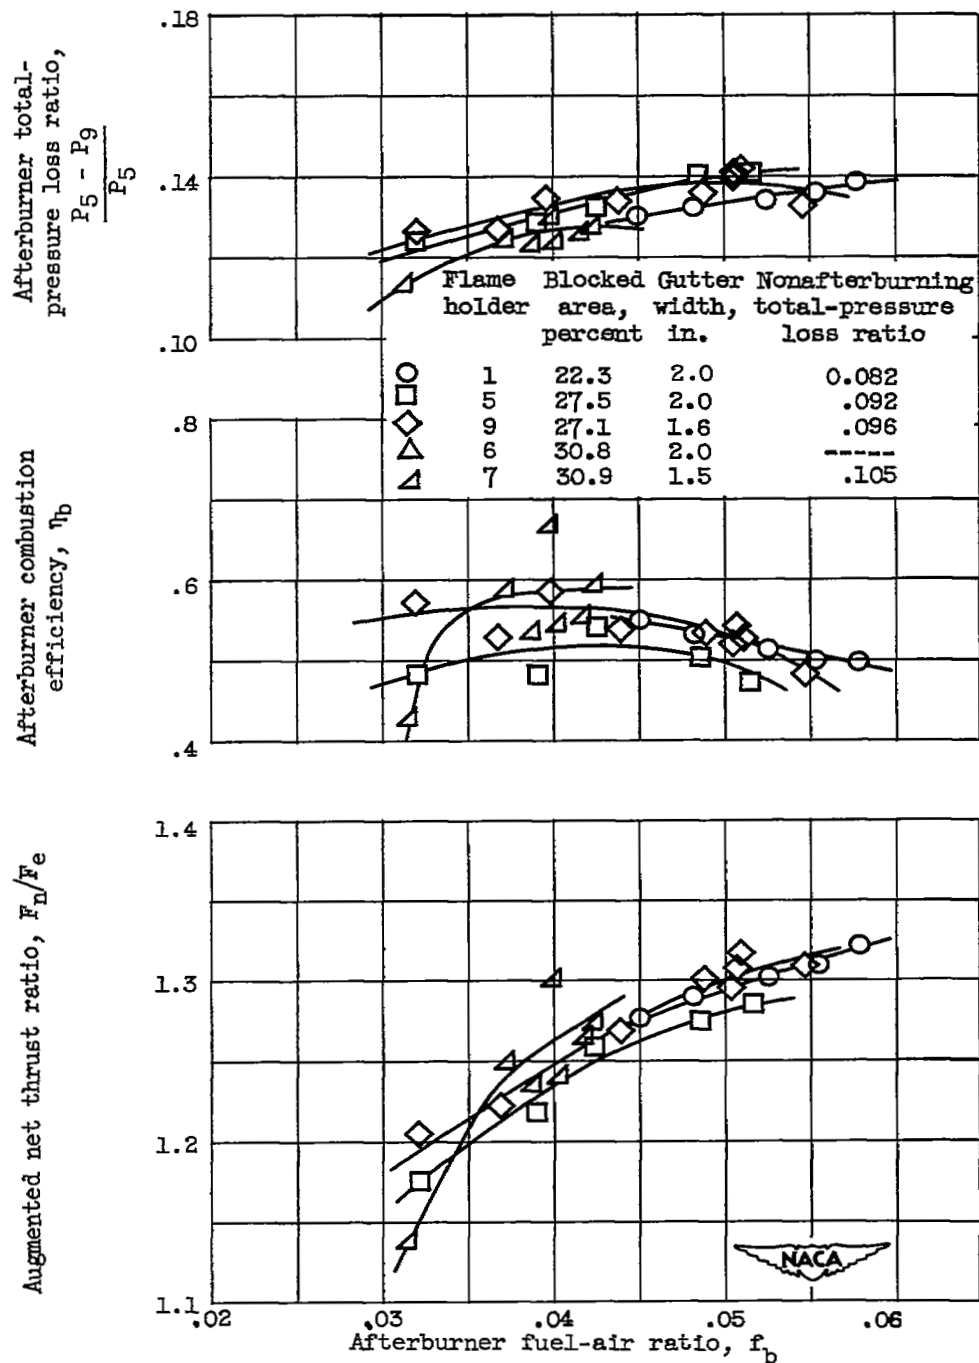 .18
.14
.10
Afterburner total-
pressure loss ratio,
P5 - P9
P5
Flame holder
Blocked area, percent
Gutter width, in.
Nonafterburning total-pressure loss ratio
1 22.3 2.0 0.082
5 27.5 2.0 .092
9 27.1 1.6 .096
6 30.8 2.0 -----
7 30.9 1.5 .105
.8
.6
.4
Afterburner combustion
efficiency, ηb
1.4
1.3
1.2
1.1
Augmented net thrust ratio, Fn/Fe
NACA
.02 .03 .04 .05 .06
Afterburner fuel-air ratio, fb